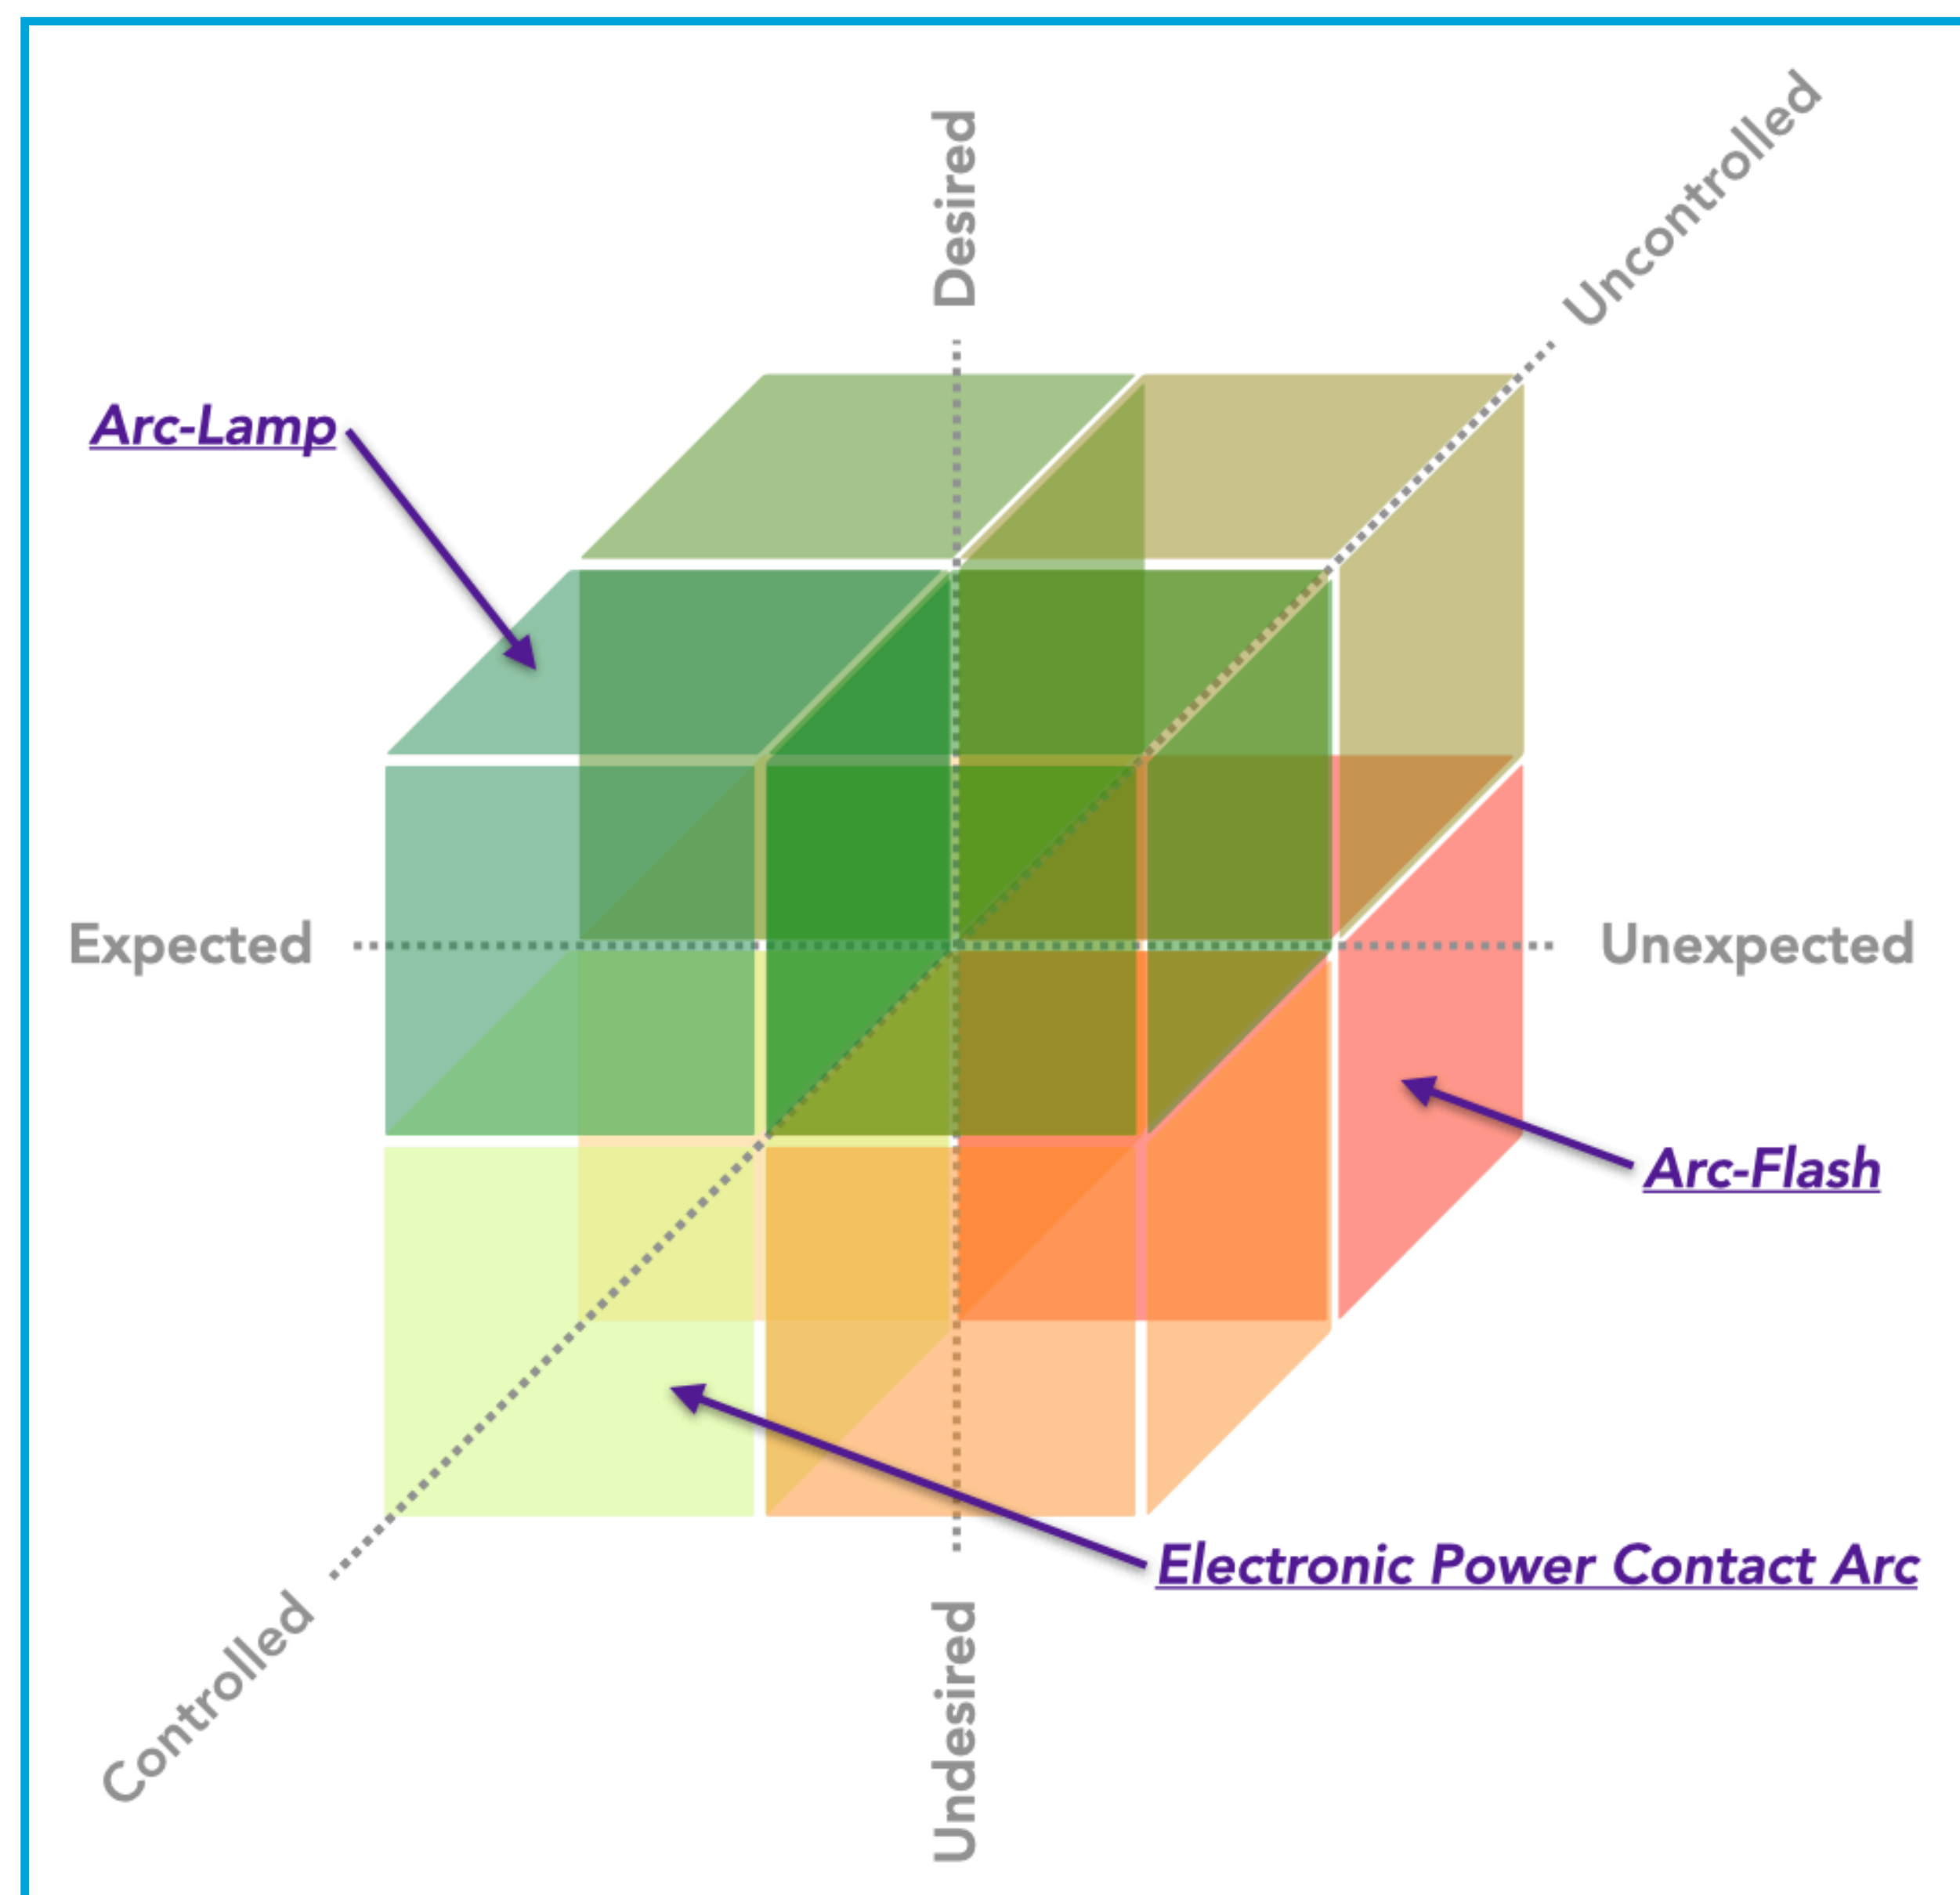 Desired
Uncontrolled
Arc-Lamp
Expected
Unexpected
Arc-Flash
Electronic Power Contact Arc
Controlled
Undesired